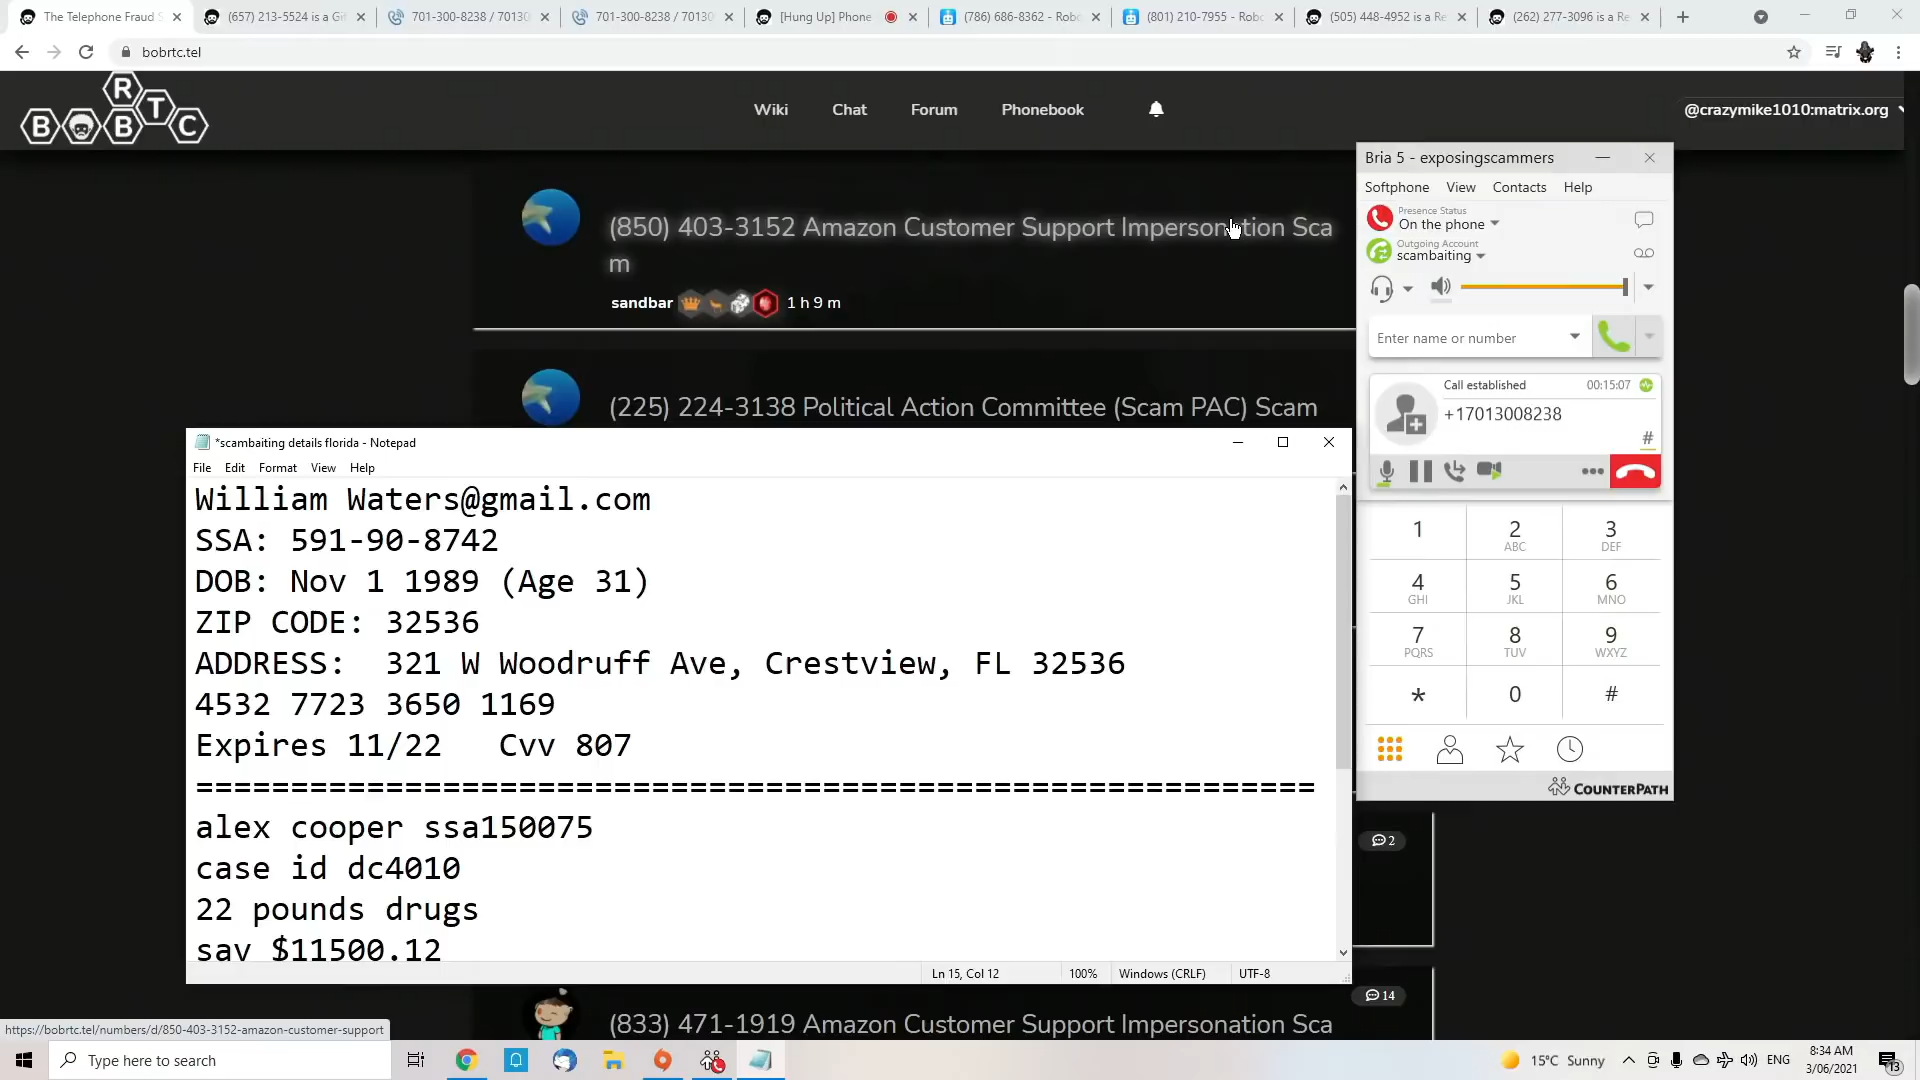 The Telephone Fraud S
(657) 213-5524 is a Gi
701-300-8238 / 70130
701-300-8238 / 70130
[Hung Up] Phone
(786) 686-8362 - Robo
(801) 210-7955 - Robo
(505) 448-4952 is a Re
(262) 277-3096 is a Re
bobrtc.tel
BOB RTC
Wiki
Chat
Forum
Phonebook
@crazymike1010:matrix.org
(850) 403-3152 Amazon Customer Support Impersonation Sca
m
sandbar
1 h 9 m
(225) 224-3138 Political Action Committee (Scam PAC) Scam
Bria 5 - exposingscammers
Softphone View Contacts Help
Presence Status
On the phone
Outgoing Account
scambaiting
Enter name or number
Call established 00:15:07
+17013008238
#
1
2 ABC
3 DEF
4 GHI
5 JKL
6 MNO
7 PQRS
8 TUV
9 WXYZ
*
0
#
COUNTERPATH
*scambaiting details florida - Notepad
File Edit Format View Help
William Waters@gmail.com
SSA: 591-90-8742
DOB: Nov 1 1989 (Age 31)
ZIP CODE: 32536
ADDRESS:  321 W Woodruff Ave, Crestview, FL 32536
4532 7723 3650 1169
Expires 11/22   Cvv 807
===========================================================
alex cooper ssa150075
case id dc4010
22 pounds drugs
sav $11500.12
Ln 15, Col 12
100%
Windows (CRLF)
UTF-8
2
14
(833) 471-1919 Amazon Customer Support Impersonation Sca
https://bobrtc.tel/numbers/d/850-403-3152-amazon-customer-support
Type here to search
15°C Sunny
ENG
8:34 AM
3/06/2021
13